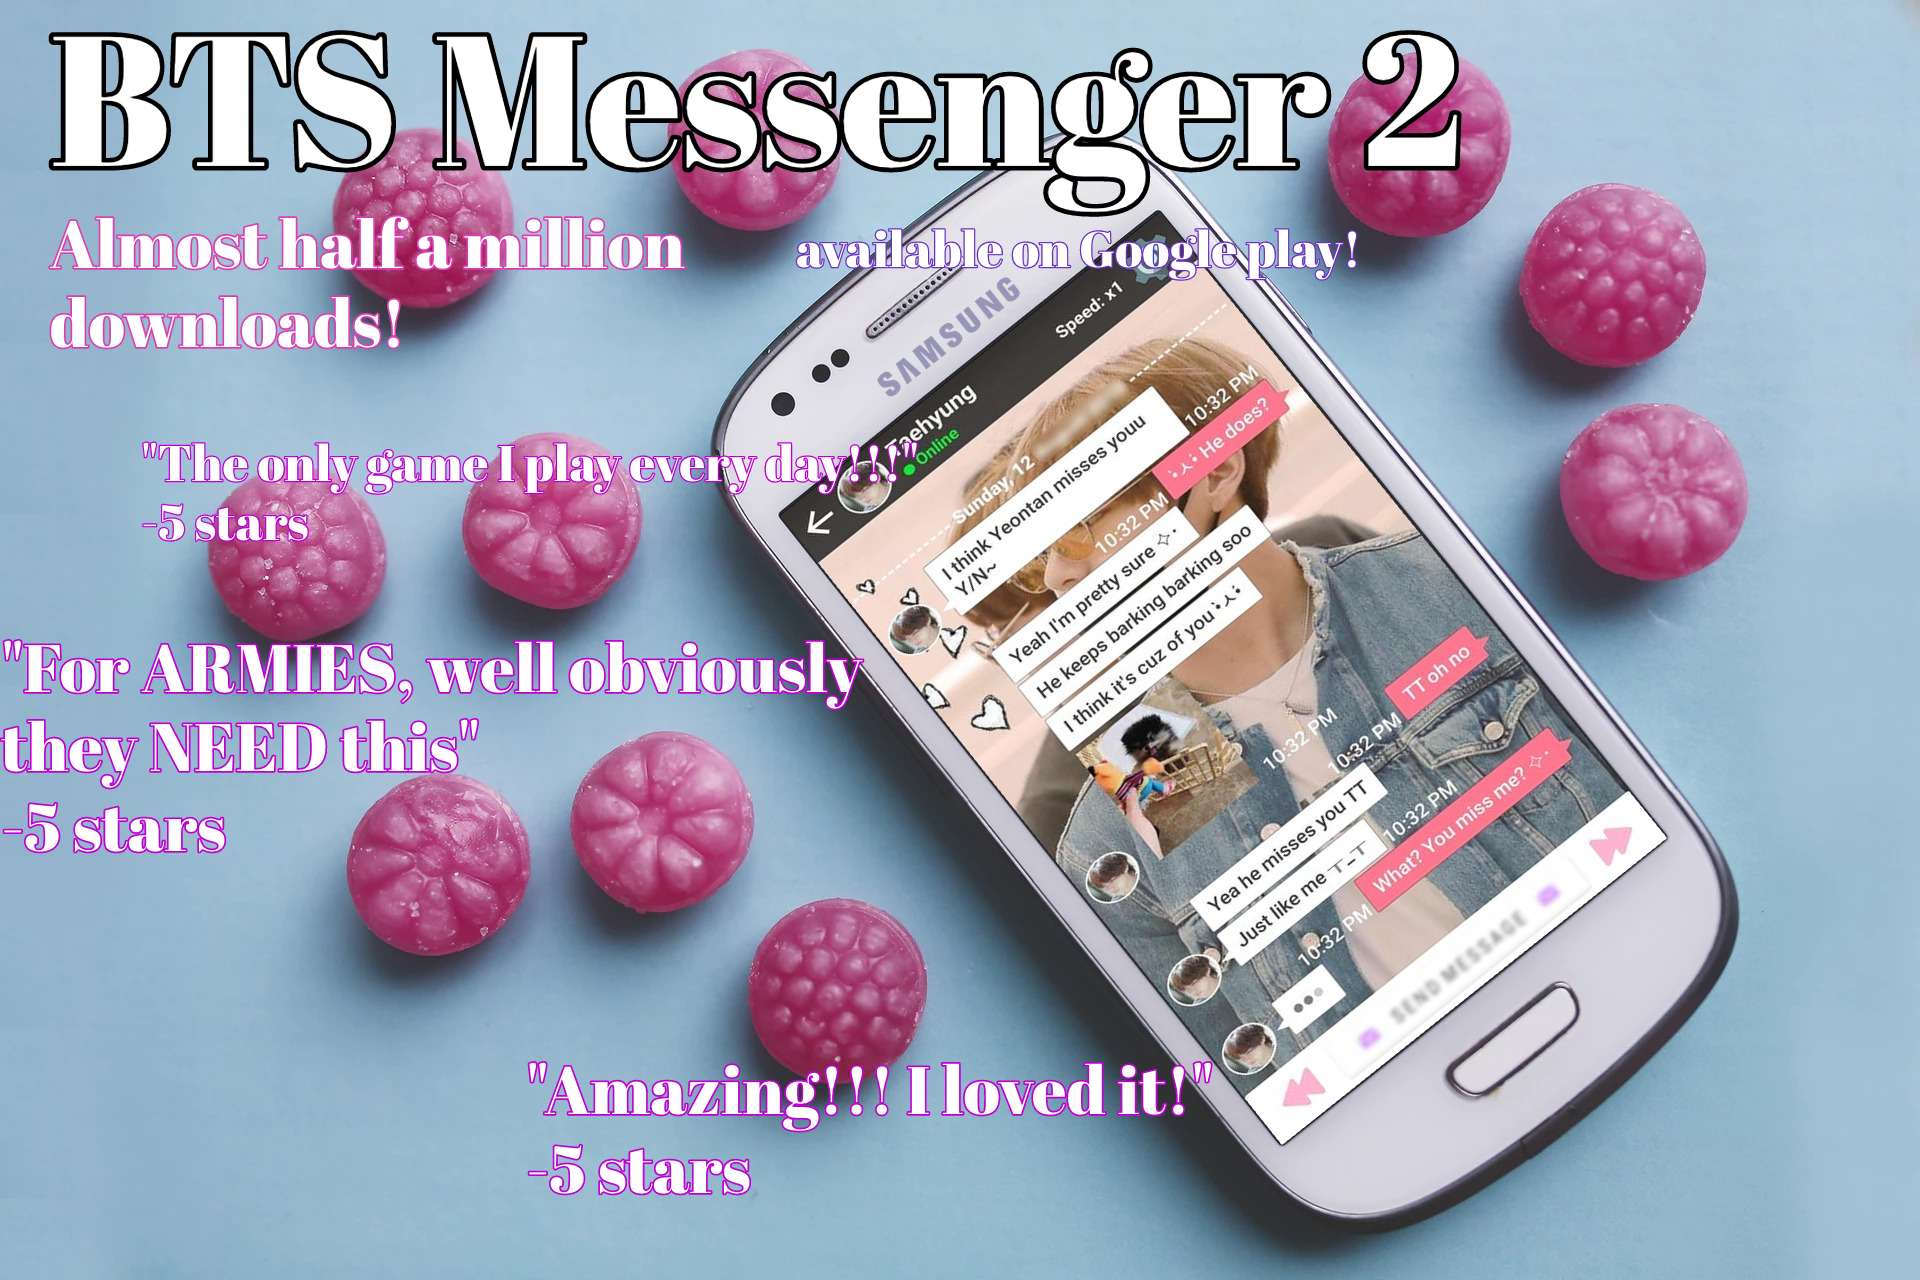 BTS Messenger 2
Almost half a million
downloads!
available on Google play!
"The only game I play every day!!!"
-5 stars
"For ARMIES, well obviously
they NEED this"
-5 stars
"Amazing!!! I loved it!"
-5 stars
SAMSUNG
Speed: x1
Taehyung
Online
Sunday, 12
I think Yeontan misses youu
Y/N~
10:32 PM
•́⁠ㅅ•̀ He does?
10:32 PM
Yeah I'm pretty sure ✧⁠･ﾟ
He keeps barking barking soo
I think it's cuz of you •́ㅅ•̀
10:32 PM
TT oh no
10:32 PM
Yea he misses you TT
Just like me ㅜ-ㅜ
10:32 PM
What? You miss me? ✧･ﾟ
10:32 PM
•••
SEND MESSAGE